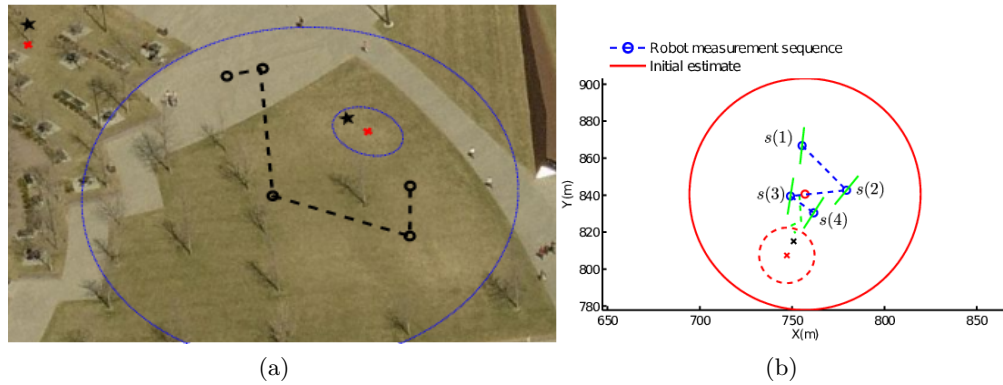 Robot measurement sequence
Initial estimate
900
880
860
840
820
800
780
Y(m)
s(1)
s(2)
s(3)
s(4)
650
700
750
800
850
X(m)
(a)
(b)